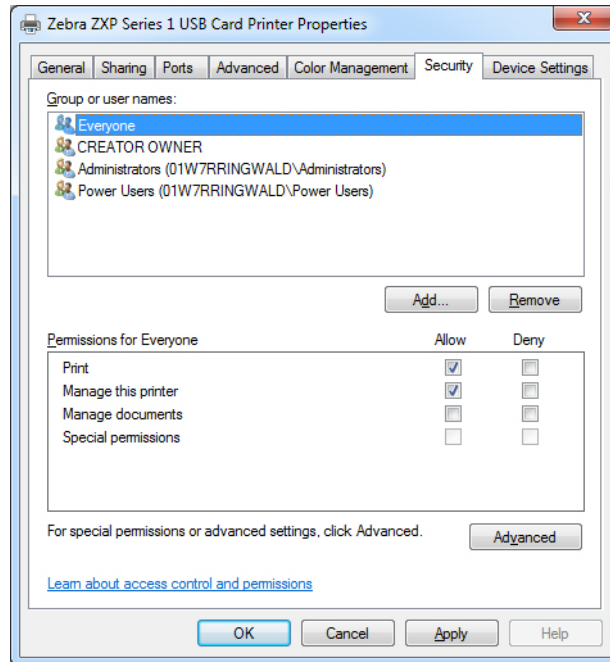 Zebra ZXP Series 1 USB Card Printer Properties
General Sharing Ports Advanced Color Management Security Device Settings
Group or user names:
Everyone
CREATOR OWNER
Administrators (01W7RRINGWALD\Administrators)
Power Users (01W7RRINGWALD\Power Users)
Add... Remove
Permissions for Everyone Allow Deny
Print
Manage this printer
Manage documents
Special permissions
For special permissions or advanced settings, click Advanced. Advanced
Learn about access control and permissions
OK Cancel Apply Help